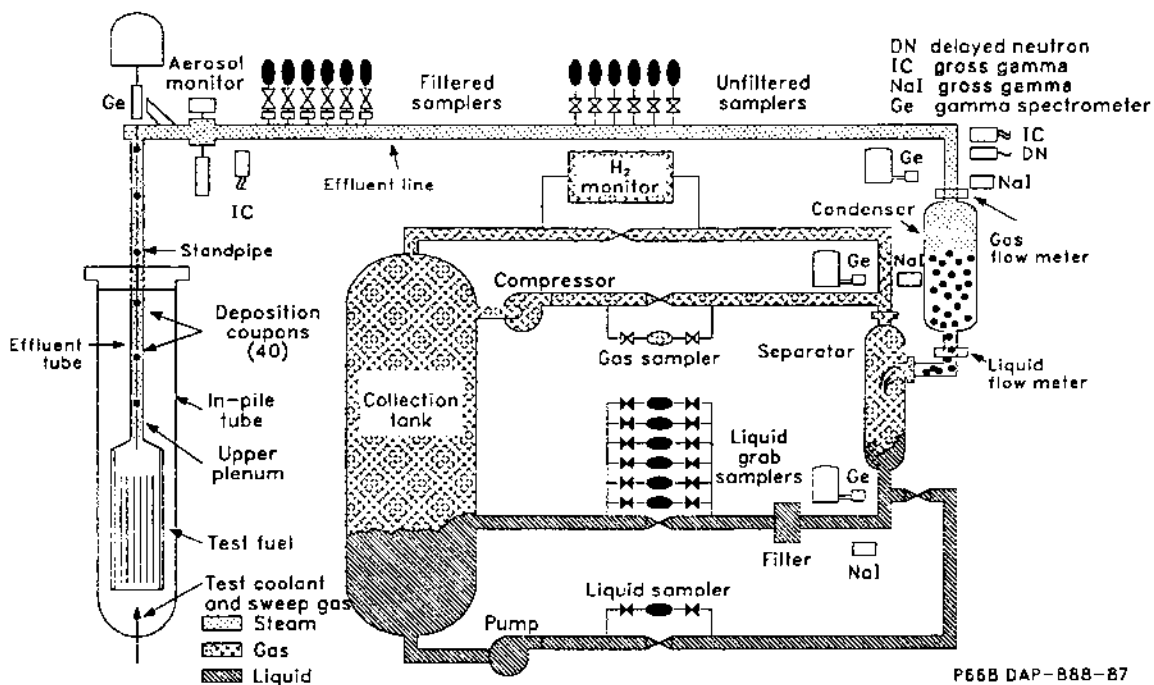 DN delayed neutron
IC gross gamma
NaI gross gamma
Ge gamma spectrometer
Aerosol
monitor
Ge
Filtered
samplers
Unfiltered
samplers
IC
DN
NaI
Ge
H2
monitor
Effluent line
IC
Condenser
Gas
flow meter
Standpipe
Compressor
Ge
NaI
Deposition
coupons
(40)
Effluent
tube
Gas sampler
Separator
Liquid
flow meter
In-pile
tube
Collection
tank
Upper
plenum
Liquid
grab
samplers
Ge
Test fuel
Filter
NaI
Test coolant
and sweep gas
Liquid sampler
Pump
Steam
Gas
Liquid
P66B DAP-888-87